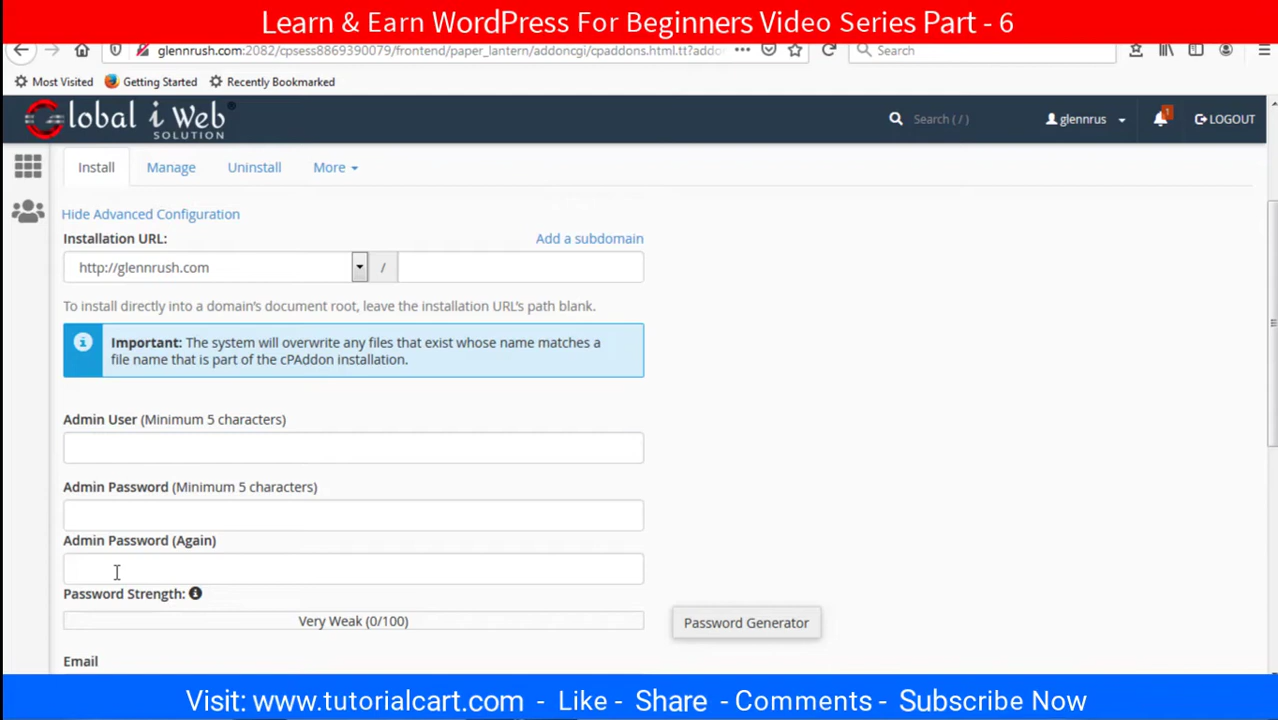 Learn & Earn WordPress For Beginners Video Series Part - 6
glennrush.com:2082/cpsess8869390079/frontend/paper_lantern/addoncgi/cpaddons.html.tt?addo
Search
Most Visited
Getting Started
Recently Bookmarked
Global i Web ®
SOLUTION
Search ( / )
glennrus
1
LOGOUT
Install
Manage
Uninstall
More
Hide Advanced Configuration
Installation URL:
Add a subdomain
http://glennrush.com
/
To install directly into a domain's document root, leave the installation URL's path blank.
Important: The system will overwrite any files that exist whose name matches a
file name that is part of the cPAddon installation.
Admin User (Minimum 5 characters)
Admin Password (Minimum 5 characters)
Admin Password (Again)
Password Strength:
Very Weak (0/100)
Password Generator
Email
Visit: www.tutorialcart.com - Like - Share - Comments - Subscribe Now